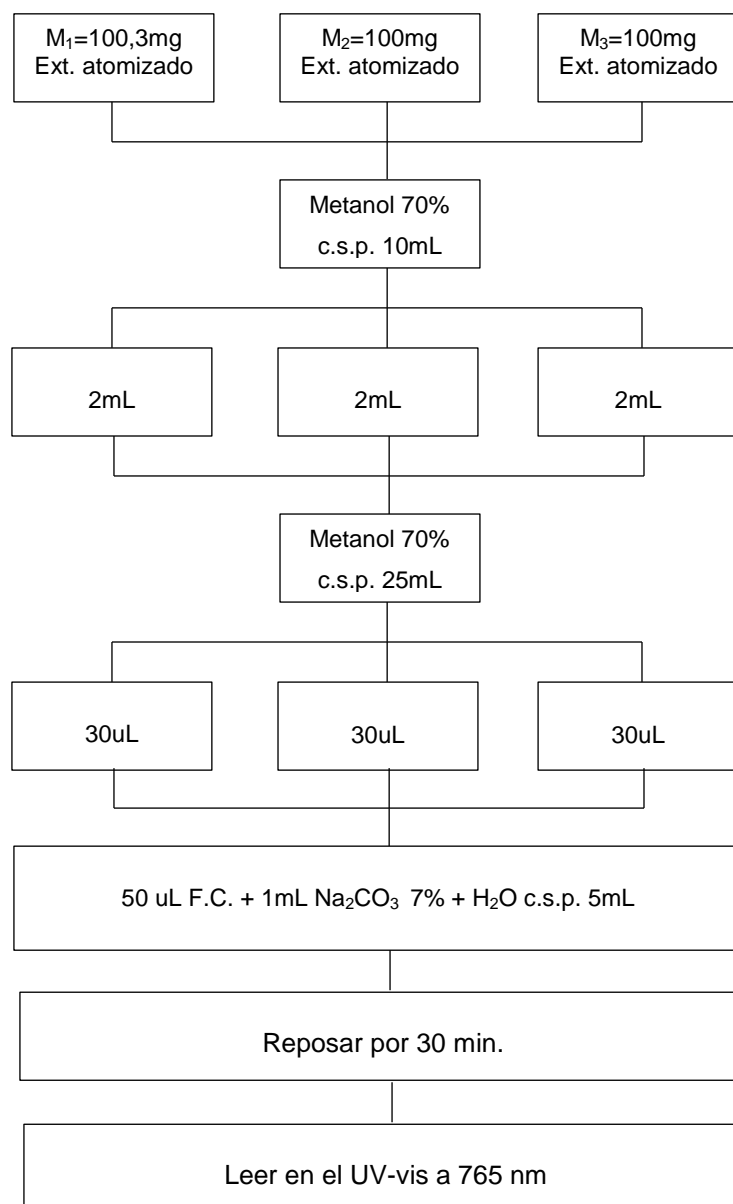 M₁=100,3mg
Ext. atomizado
M₂=100mg
Ext. atomizado
M₃=100mg
Ext. atomizado
Metanol 70%
c.s.p. 10mL
2mL
2mL
2mL
Metanol 70%
c.s.p. 25mL
30uL
30uL
30uL
50 uL F.C. + 1mL Na₂CO₃ 7% + H₂O c.s.p. 5mL
Reposar por 30 min.
Leer en el UV-vis a 765 nm